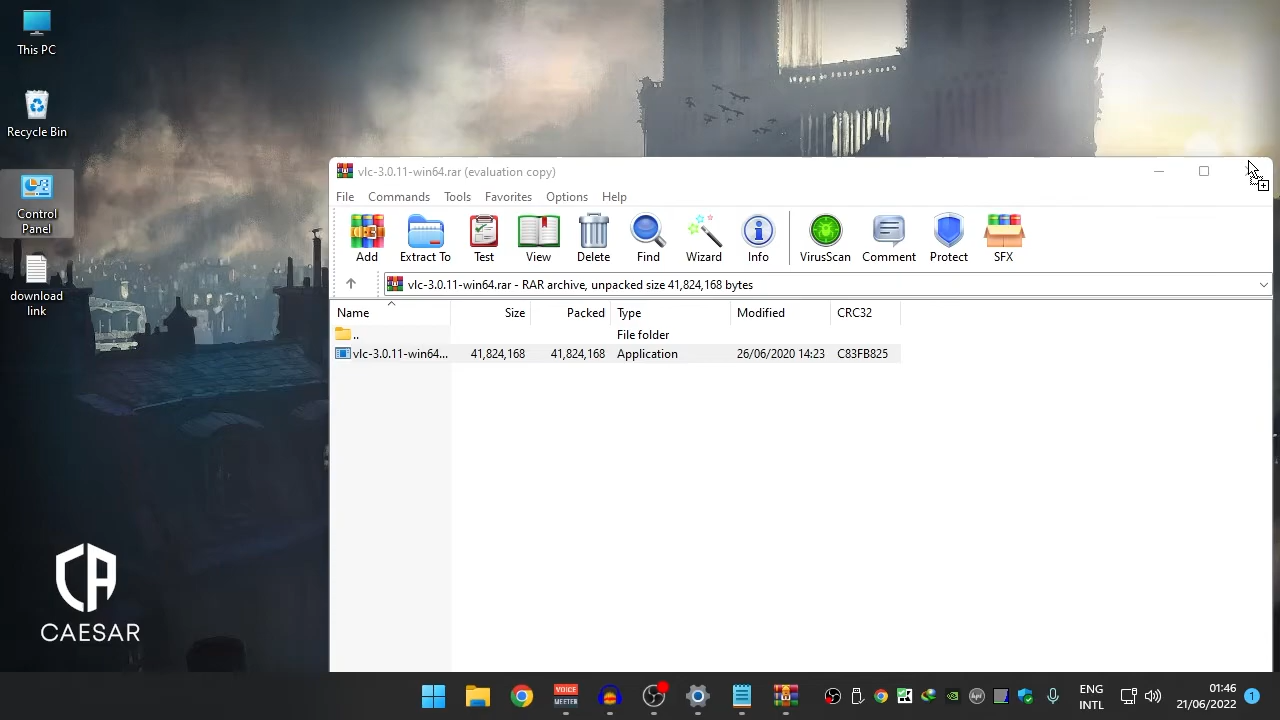 This PC
Recycle Bin
Control
Panel
download
link
CAESAR
vlc-3.0.11-win64.rar (evaluation copy)
File Commands Tools Favorites Options Help
Add Extract To Test View Delete Find Wizard Info VirusScan Comment Protect SFX
vlc-3.0.11-win64.rar - RAR archive, unpacked size 41,824,168 bytes
Name Size Packed Type Modified CRC32
.. File folder
vlc-3.0.11-win64... 41,824,168 41,824,168 Application 26/06/2020 14:23 C83FB825
VOICE
MEETER
ENG
INTL
01:46
21/06/2022
1